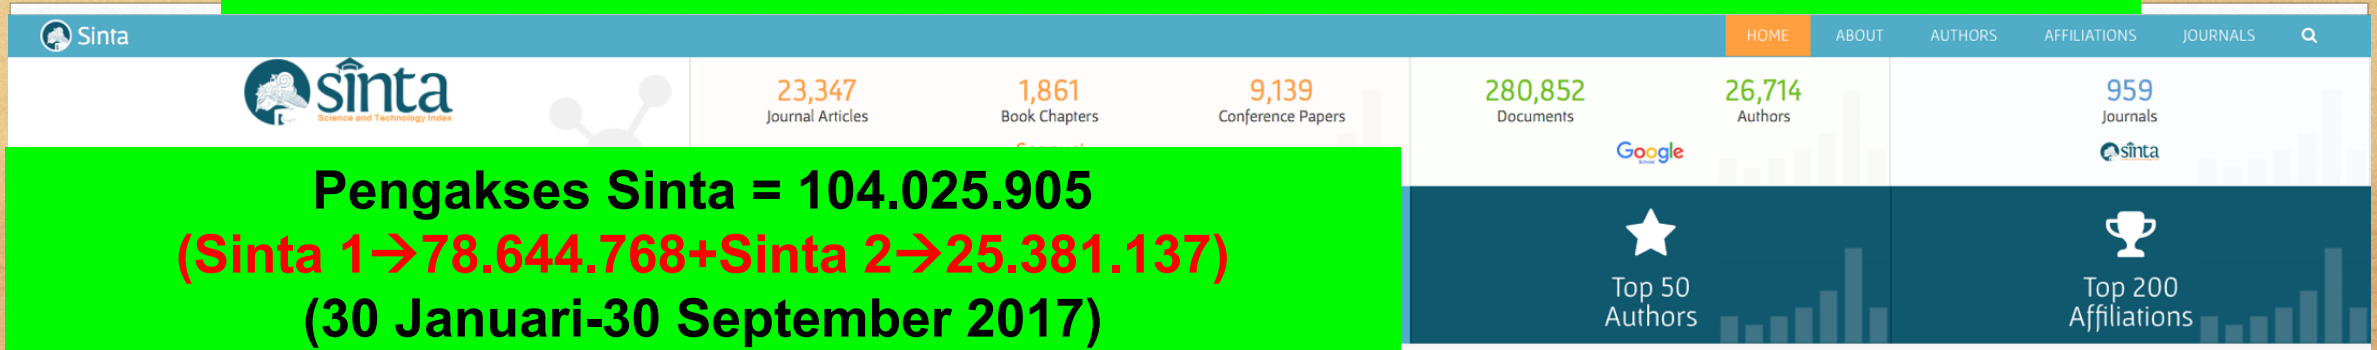 Sinta HOME ABOUT AUTHORS AFFILIATIONS JOURNALS
sinta
Science and Technology Index
23,347 1,861 9,139 280,852 26,714 959
Journal Articles Book Chapters Conference Papers Documents Authors Journals
Google sinta
Pengakses Sinta = 104.025.905
(Sinta 1→78.644.768+Sinta 2→25.381.137)
(30 Januari-30 September 2017)
Top 50
Authors
Top 200
Affiliations